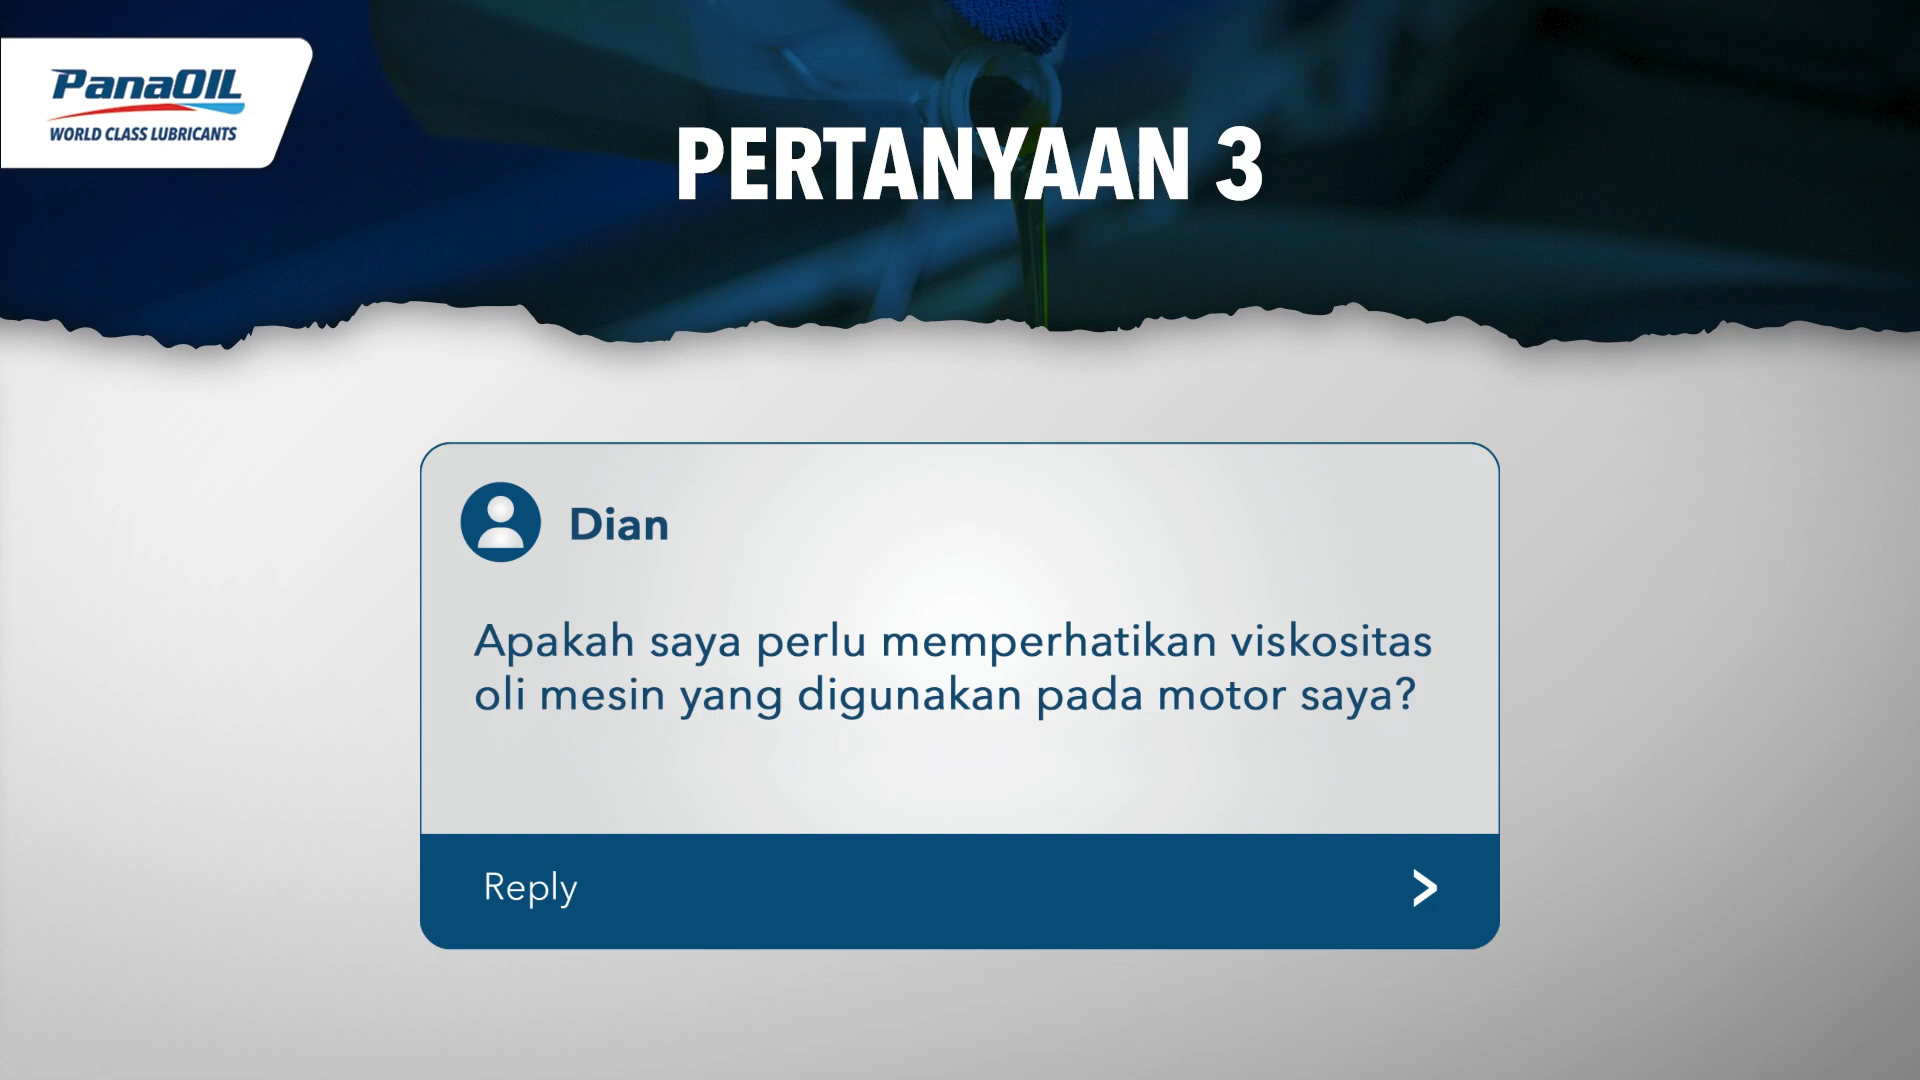 PanaOIL
WORLD CLASS LUBRICANTS
PERTANYAAN 3
Dian
Apakah saya perlu memperhatikan viskositas
oli mesin yang digunakan pada motor saya?
Reply